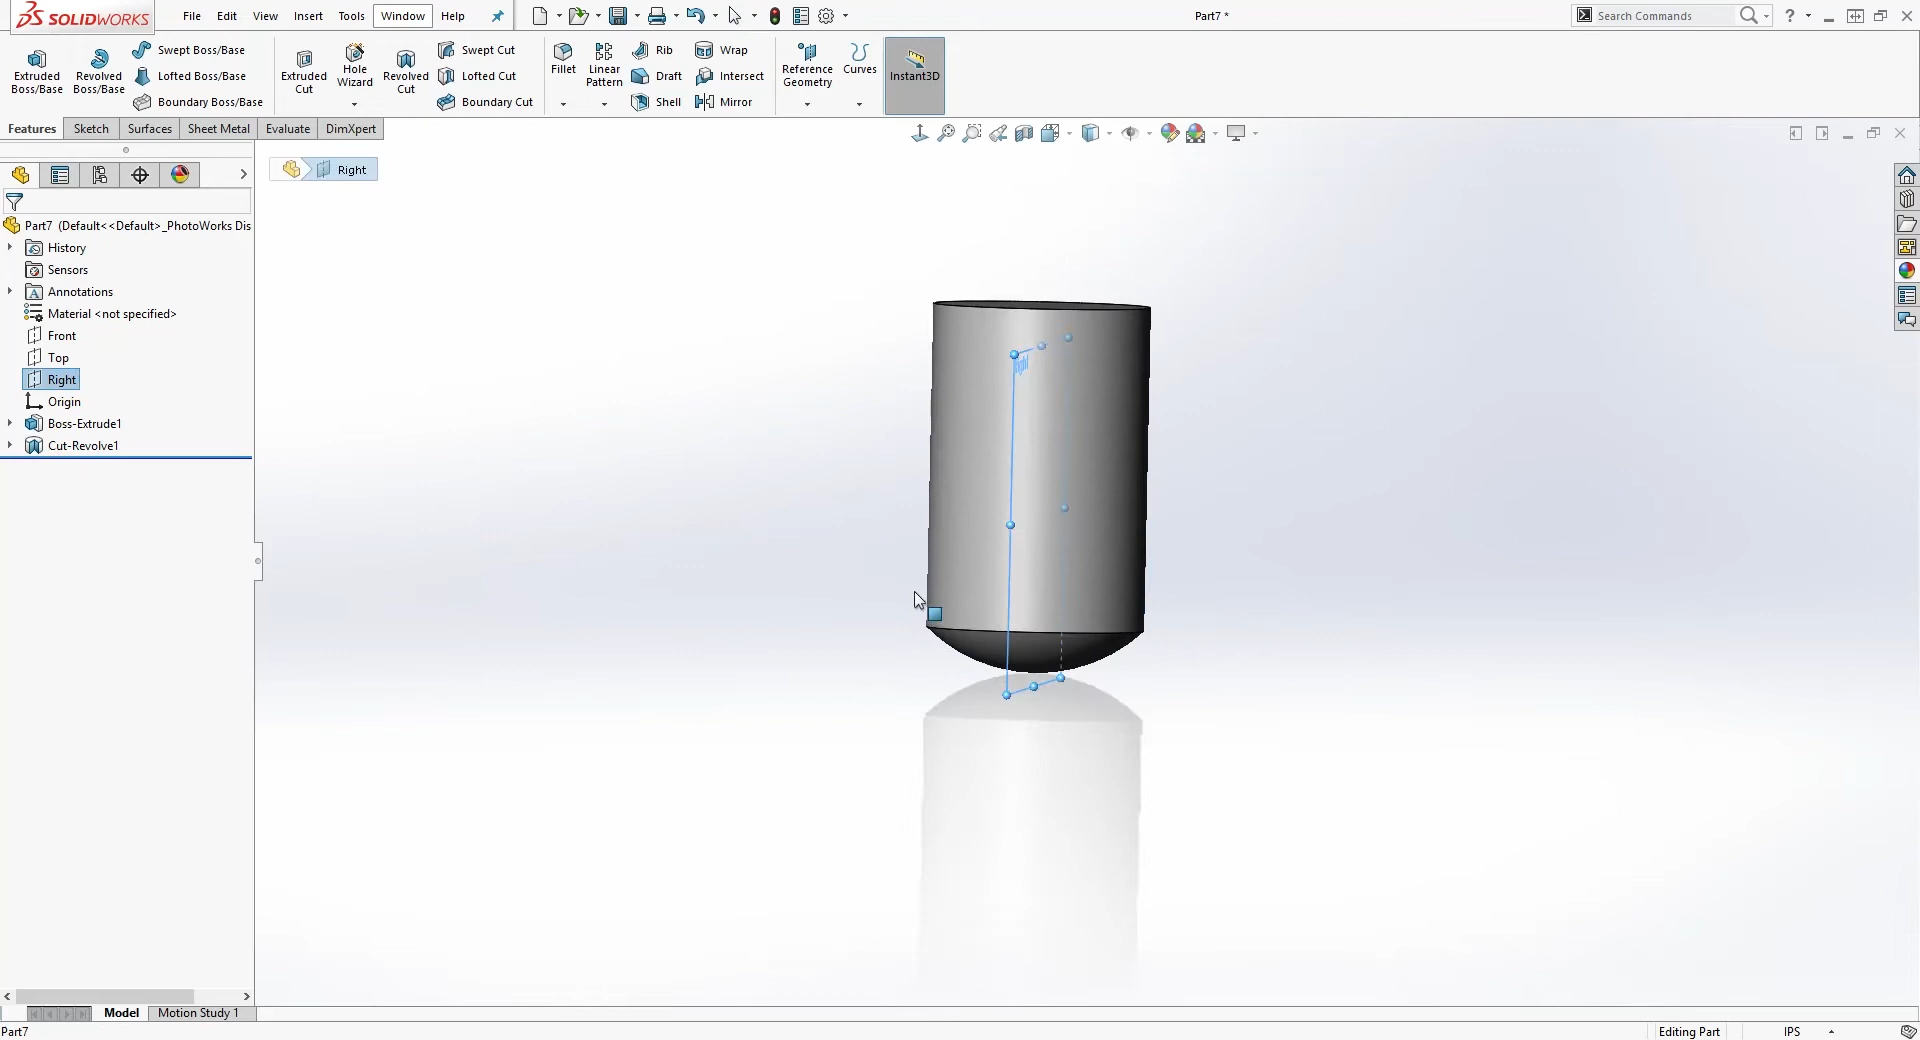 SOLIDWORKS
File Edit View Insert Tools Window Help
Part7 *
Search Commands
Extruded Boss/Base
Revolved Boss/Base
Swept Boss/Base
Lofted Boss/Base
Boundary Boss/Base
Extruded Cut
Hole Wizard
Revolved Cut
Swept Cut
Lofted Cut
Boundary Cut
Fillet
Linear Pattern
Rib
Draft
Shell
Wrap
Intersect
Mirror
Reference Geometry
Curves
Instant3D
Features Sketch Surfaces Sheet Metal Evaluate DimXpert
Right
Part7 (Default<<Default>_PhotoWorks Dis
History
Sensors
Annotations
Material <not specified>
Front
Top
Right
Origin
Boss-Extrude1
Cut-Revolve1
Right
Model Motion Study 1
Part7
Editing Part
IPS